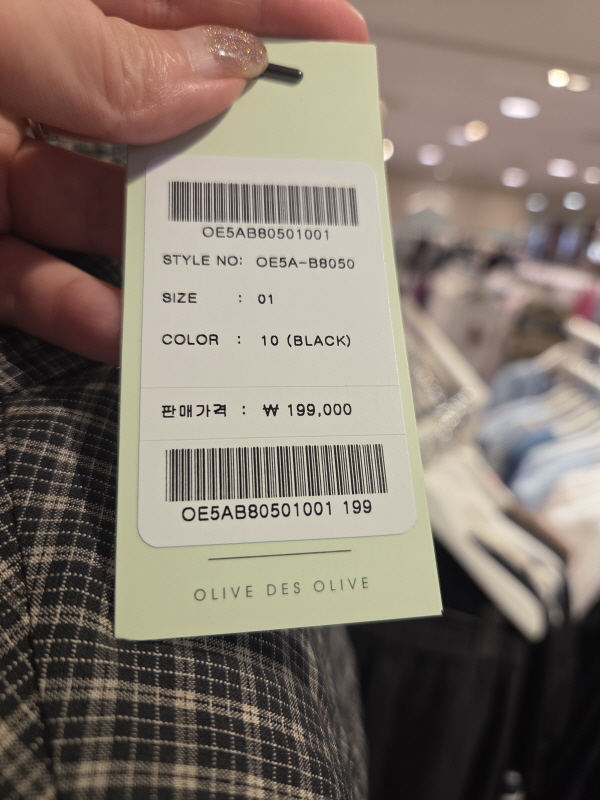 OE5AB80501001
STYLE NO: OE5A-B8050
SIZE : 01
COLOR : 10 (BLACK)
판매가격 : ₩ 199,000
OE5AB80501001 199
OLIVE DES OLIVE